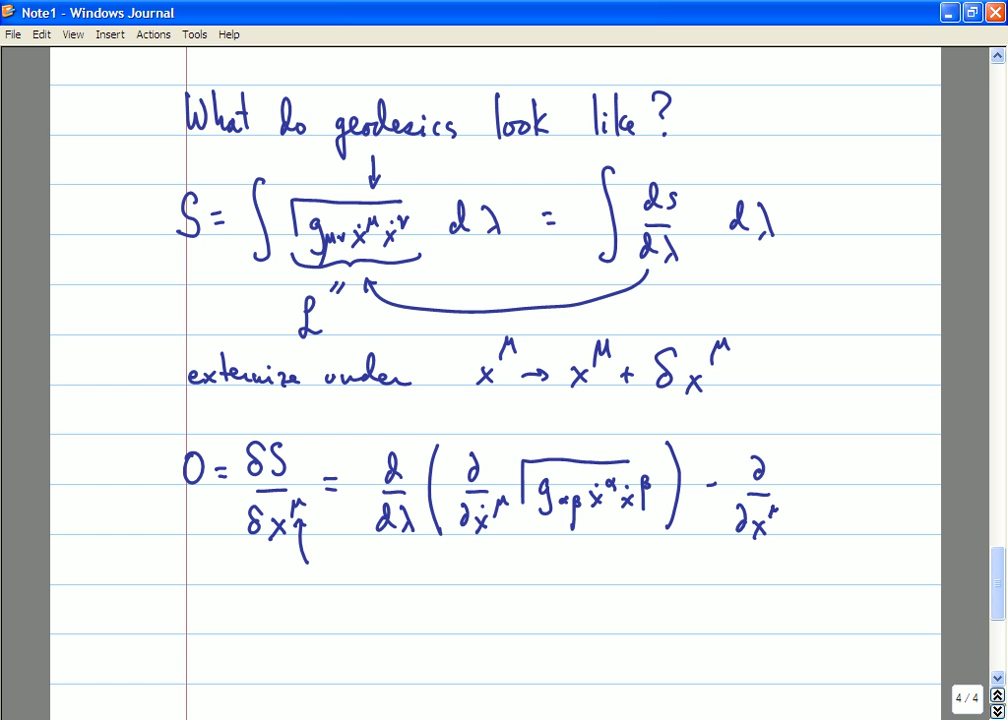 Note1 - Windows Journal
File Edit View Insert Actions Tools Help
What do geodesics look like?
S = ∫ √(g_μν ẋ^μ ẋ^ν) dλ = ∫ ds/dλ dλ
"
L
extemize under x^μ → x^μ + δx^μ
0 = δS/δx^μ = d/dλ (∂/∂ẋ^μ √(g_αβ ẋ^α ẋ^β)) - ∂/∂x^μ
4 / 4